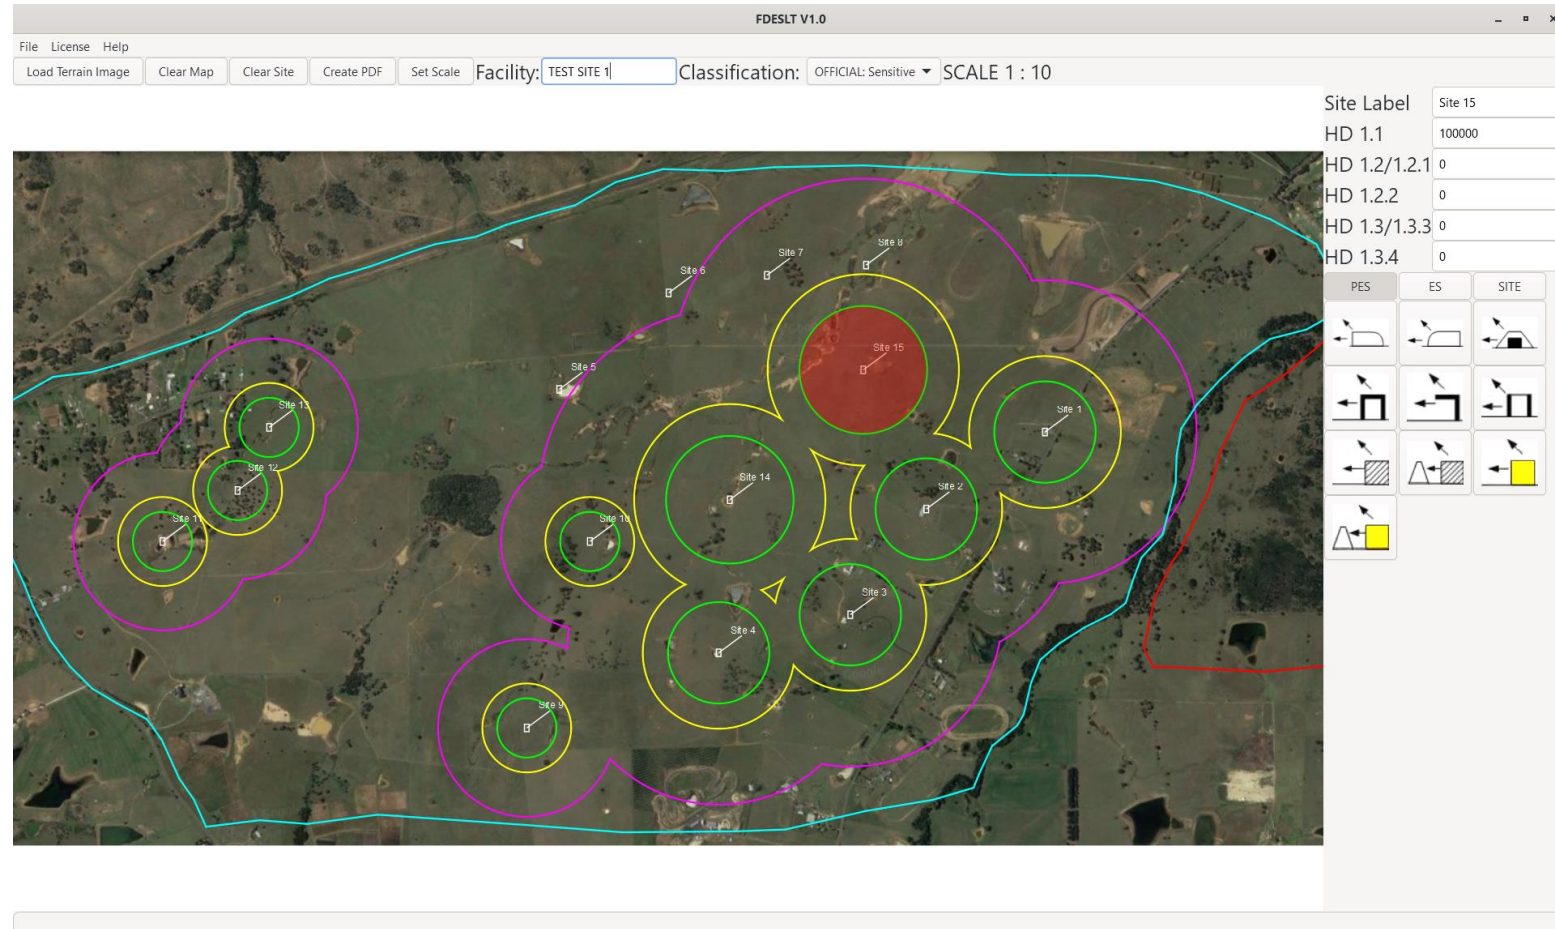 FDESLT V1.0
File License Help
Load Terrain Image Clear Map Clear Site Create PDF Set Scale Facility: TEST SITE 1 Classification: OFFICIAL: Sensitive SCALE 1 : 10
Site Label Site 15
HD 1.1 100000
HD 1.2/1.2.1 0
HD 1.2.2 0
HD 1.3/1.3.3 0
HD 1.3.4 0
PES ES SITE
Site 8
Site 7
Site 6
Site 15
Site 5
Site 13
Site 1
Site 12
Site 14
Site 2
Site 11
Site 10
Site 3
Site 4
Site 9